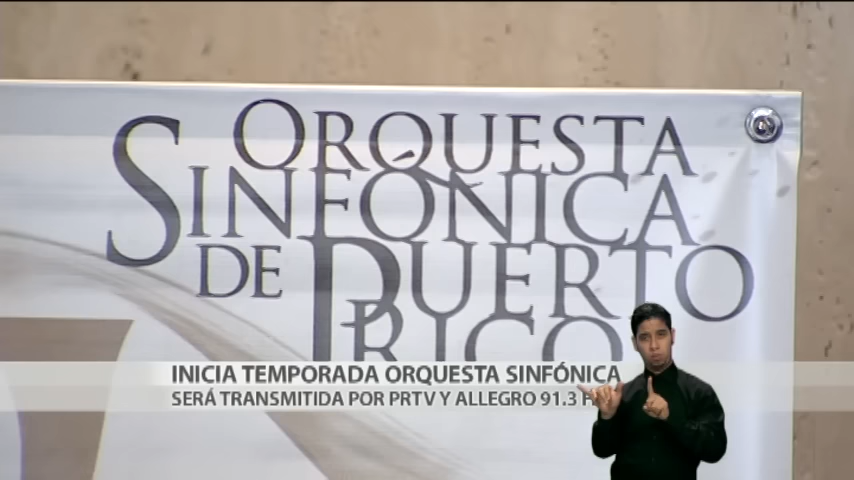 ORQUESTA
SINFÓNICA
DE PUERTO
RICO
INICIA TEMPORADA ORQUESTA SINFÓNICA
SERÁ TRANSMITIDA POR PRTV Y ALLEGRO 91.3